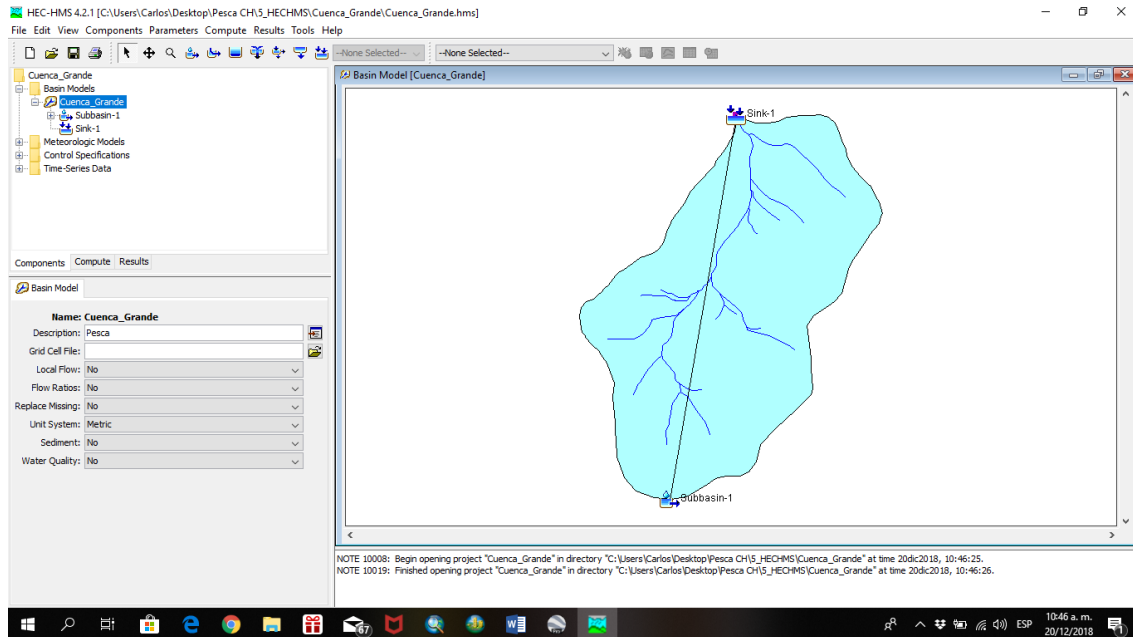 HEC-HMS 4.2.1 [C:\Users\Carlos\Desktop\Pesca CH\5_HECHMS\Cuenca_Grande\Cuenca_Grande.hms]
File Edit View Components Parameters Compute Results Tools Help
--None Selected-- --None Selected--
Cuenca_Grande
Basin Models
Cuenca_Grande
Subbasin-1
Sink-1
Meteorologic Models
Control Specifications
Time-Series Data
Components Compute Results
Basin Model
Name: Cuenca_Grande
Description: Pesca
Grid Cell File:
Local Flow: No
Flow Ratios: No
Replace Missing: No
Unit System: Metric
Sediment: No
Water Quality: No
Basin Model [Cuenca_Grande]
Sink-1
Subbasin-1
NOTE 10008: Begin opening project "Cuenca_Grande" in directory "C:\Users\Carlos\Desktop\Pesca CH\5_HECHMS\Cuenca_Grande" at time 20dic2018, 10:46:25.
NOTE 10019: Finished opening project "Cuenca_Grande" in directory "C:\Users\Carlos\Desktop\Pesca CH\5_HECHMS\Cuenca_Grande" at time 20dic2018, 10:46:26.
67
ESP
10:46 a. m.
20/12/2018